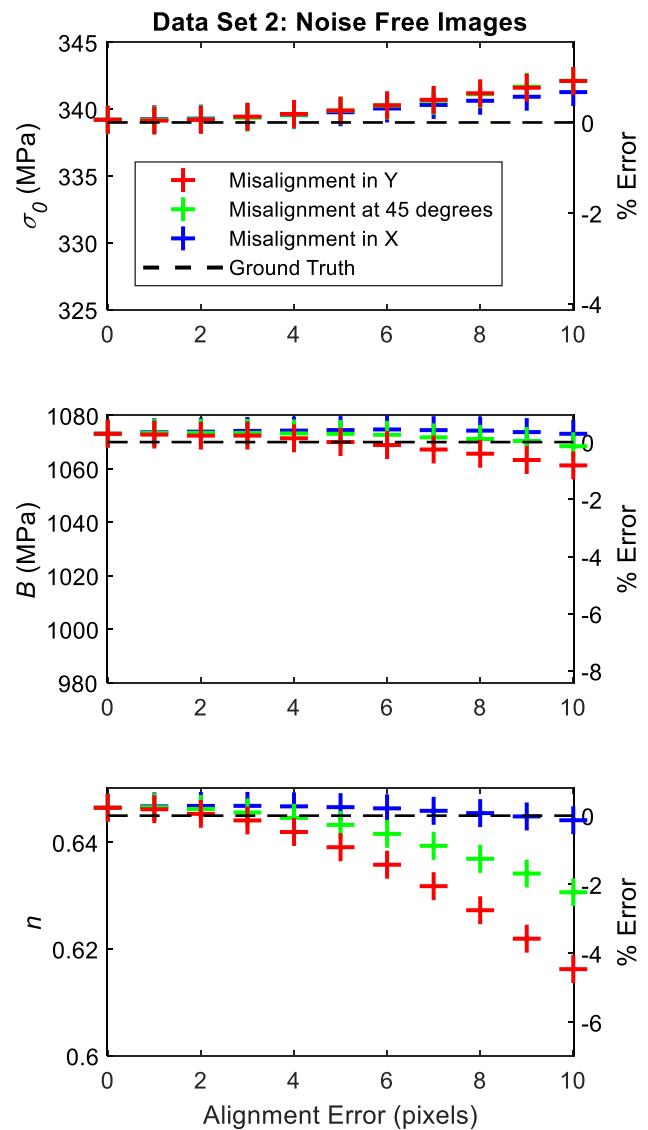 Data Set 2: Noise Free Images
345
340
335
330
325
σ0 (MPa)
0
-2
-4
% Error
Misalignment in Y
Misalignment at 45 degrees
Misalignment in X
Ground Truth
0 2 4 6 8 10
1080
1060
1040
1020
1000
980
B (MPa)
0
-2
-4
-6
-8
% Error
0 2 4 6 8 10
0.64
0.62
0.6
n
0
-2
-4
-6
% Error
0 2 4 6 8 10
Alignment Error (pixels)